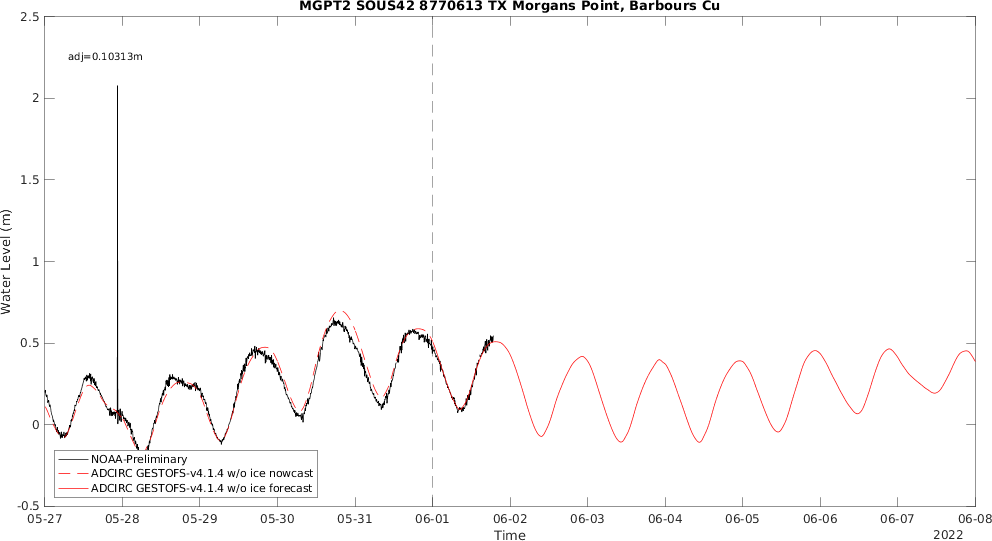 MGPT2 SOUS42 8770613 TX Morgans Point, Barbours Cu
2.5
adj=0.10313m
2
1.5
Water Level (m)
1
0.5
0
NOAA-Preliminary
ADCIRC GESTOFS-v4.1.4 w/o ice nowcast
ADCIRC GESTOFS-v4.1.4 w/o ice forecast
-0.5
05-27 05-28 05-29 05-30 05-31 06-01 06-02 06-03 06-04 06-05 06-06 06-07 06-08
Time
2022